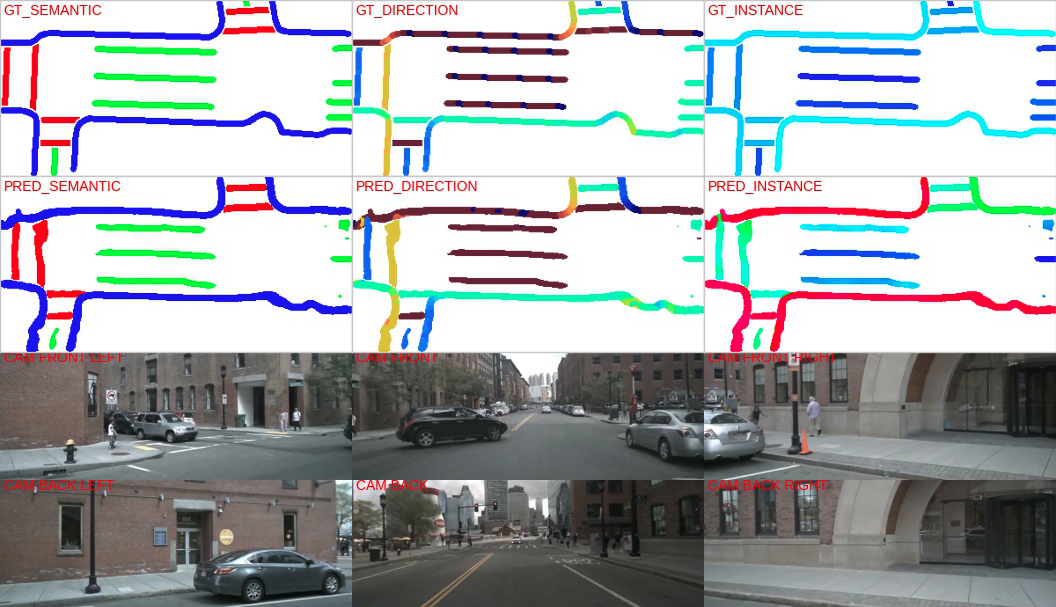 GT_SEMANTIC
GT_DIRECTION
GT_INSTANCE
PRED_SEMANTIC
PRED_DIRECTION
PRED_INSTANCE
CAM FRONT LEFT
CAM FRONT
CAM FRONT RIGHT
CAM BACK LEFT
CAM BACK
CAM BACK RIGHT